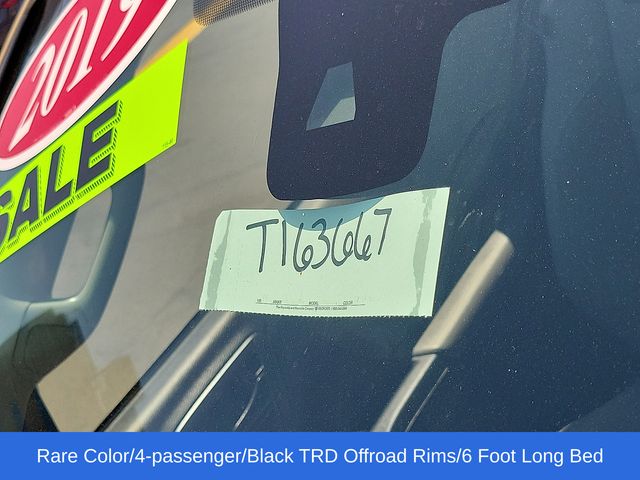 2019
SALE
T163667
Rare Color/4-passenger/Black TRD Offroad Rims/6 Foot Long Bed